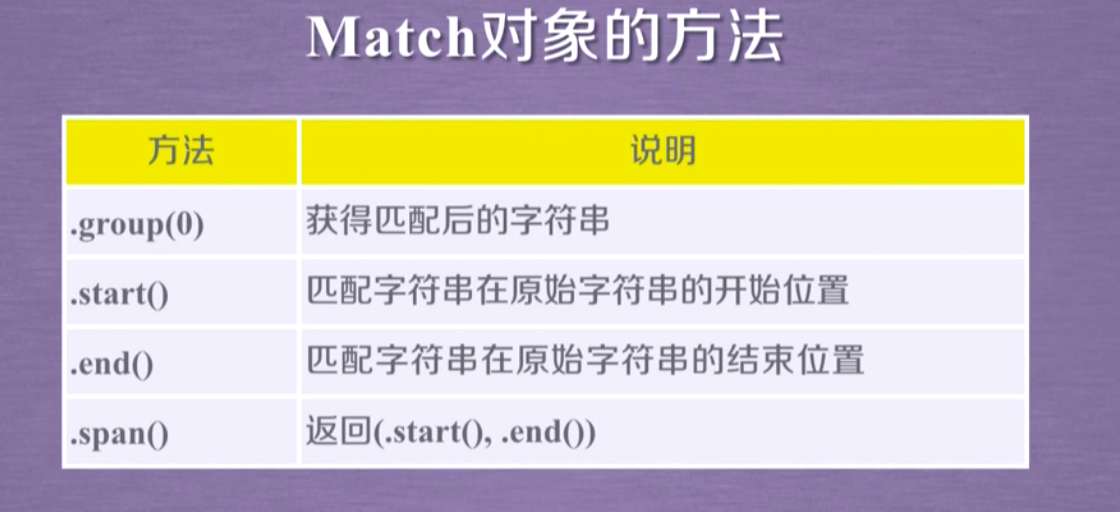 Match对象的方法
方法 说明
.group(0) 获得匹配后的字符串
.start() 匹配字符串在原始字符串的开始位置
.end() 匹配字符串在原始字符串的结束位置
.span() 返回(.start(), .end())